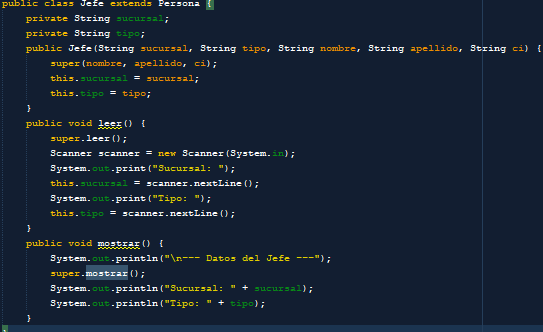 public class Jefe extends Persona {
private String sucursal;
private String tipo;
public Jefe(String sucursal, String tipo, String nombre, String apellido, String ci) {
super(nombre, apellido, ci);
this.sucursal = sucursal;
this.tipo = tipo;
}
public void leer() {
super.leer();
Scanner scanner = new Scanner(System.in);
System.out.print("Sucursal: ");
this.sucursal = scanner.nextLine();
System.out.print("Tipo: ");
this.tipo = scanner.nextLine();
}
public void mostrar() {
System.out.println("\n--- Datos del Jefe ---");
super.mostrar();
System.out.println("Sucursal: " + sucursal);
System.out.println("Tipo: " + tipo);
}
}